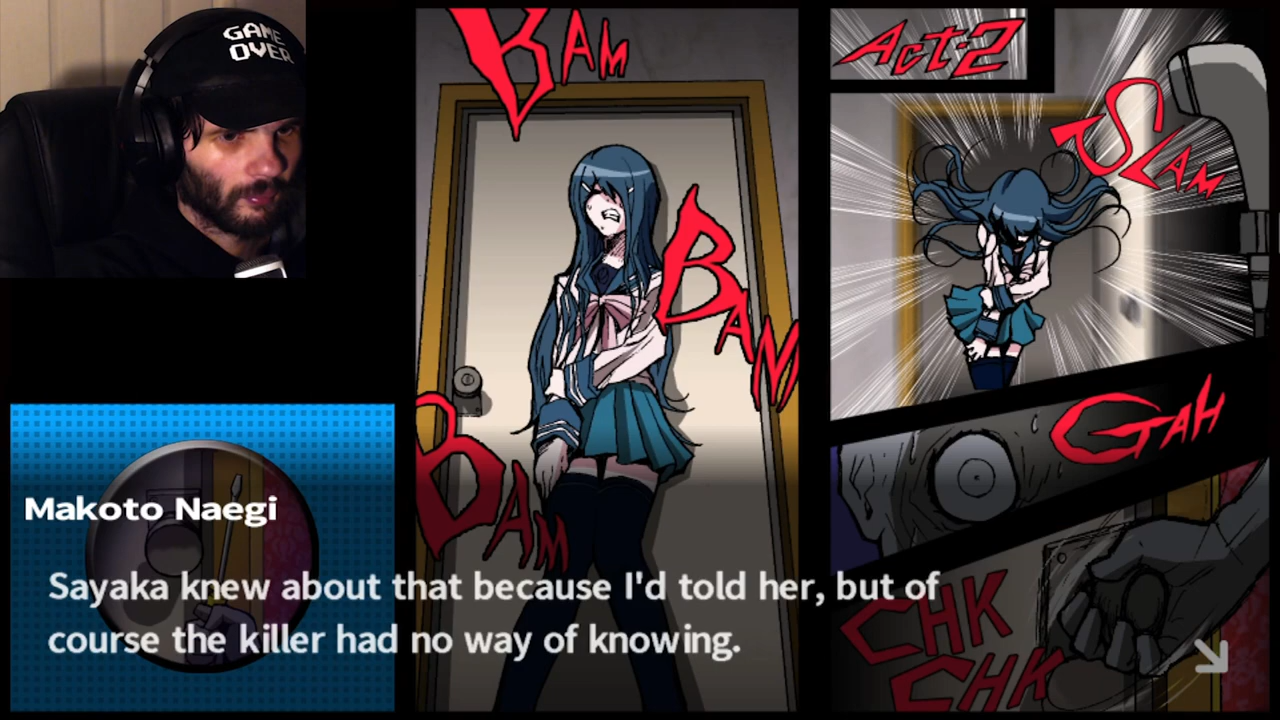 GAME
OVER
BAM
BAM
BAM
Act-2
SLAM
GAH
CHK
CHK
Makoto Naegi
Sayaka knew about that because I'd told her, but of
course the killer had no way of knowing.